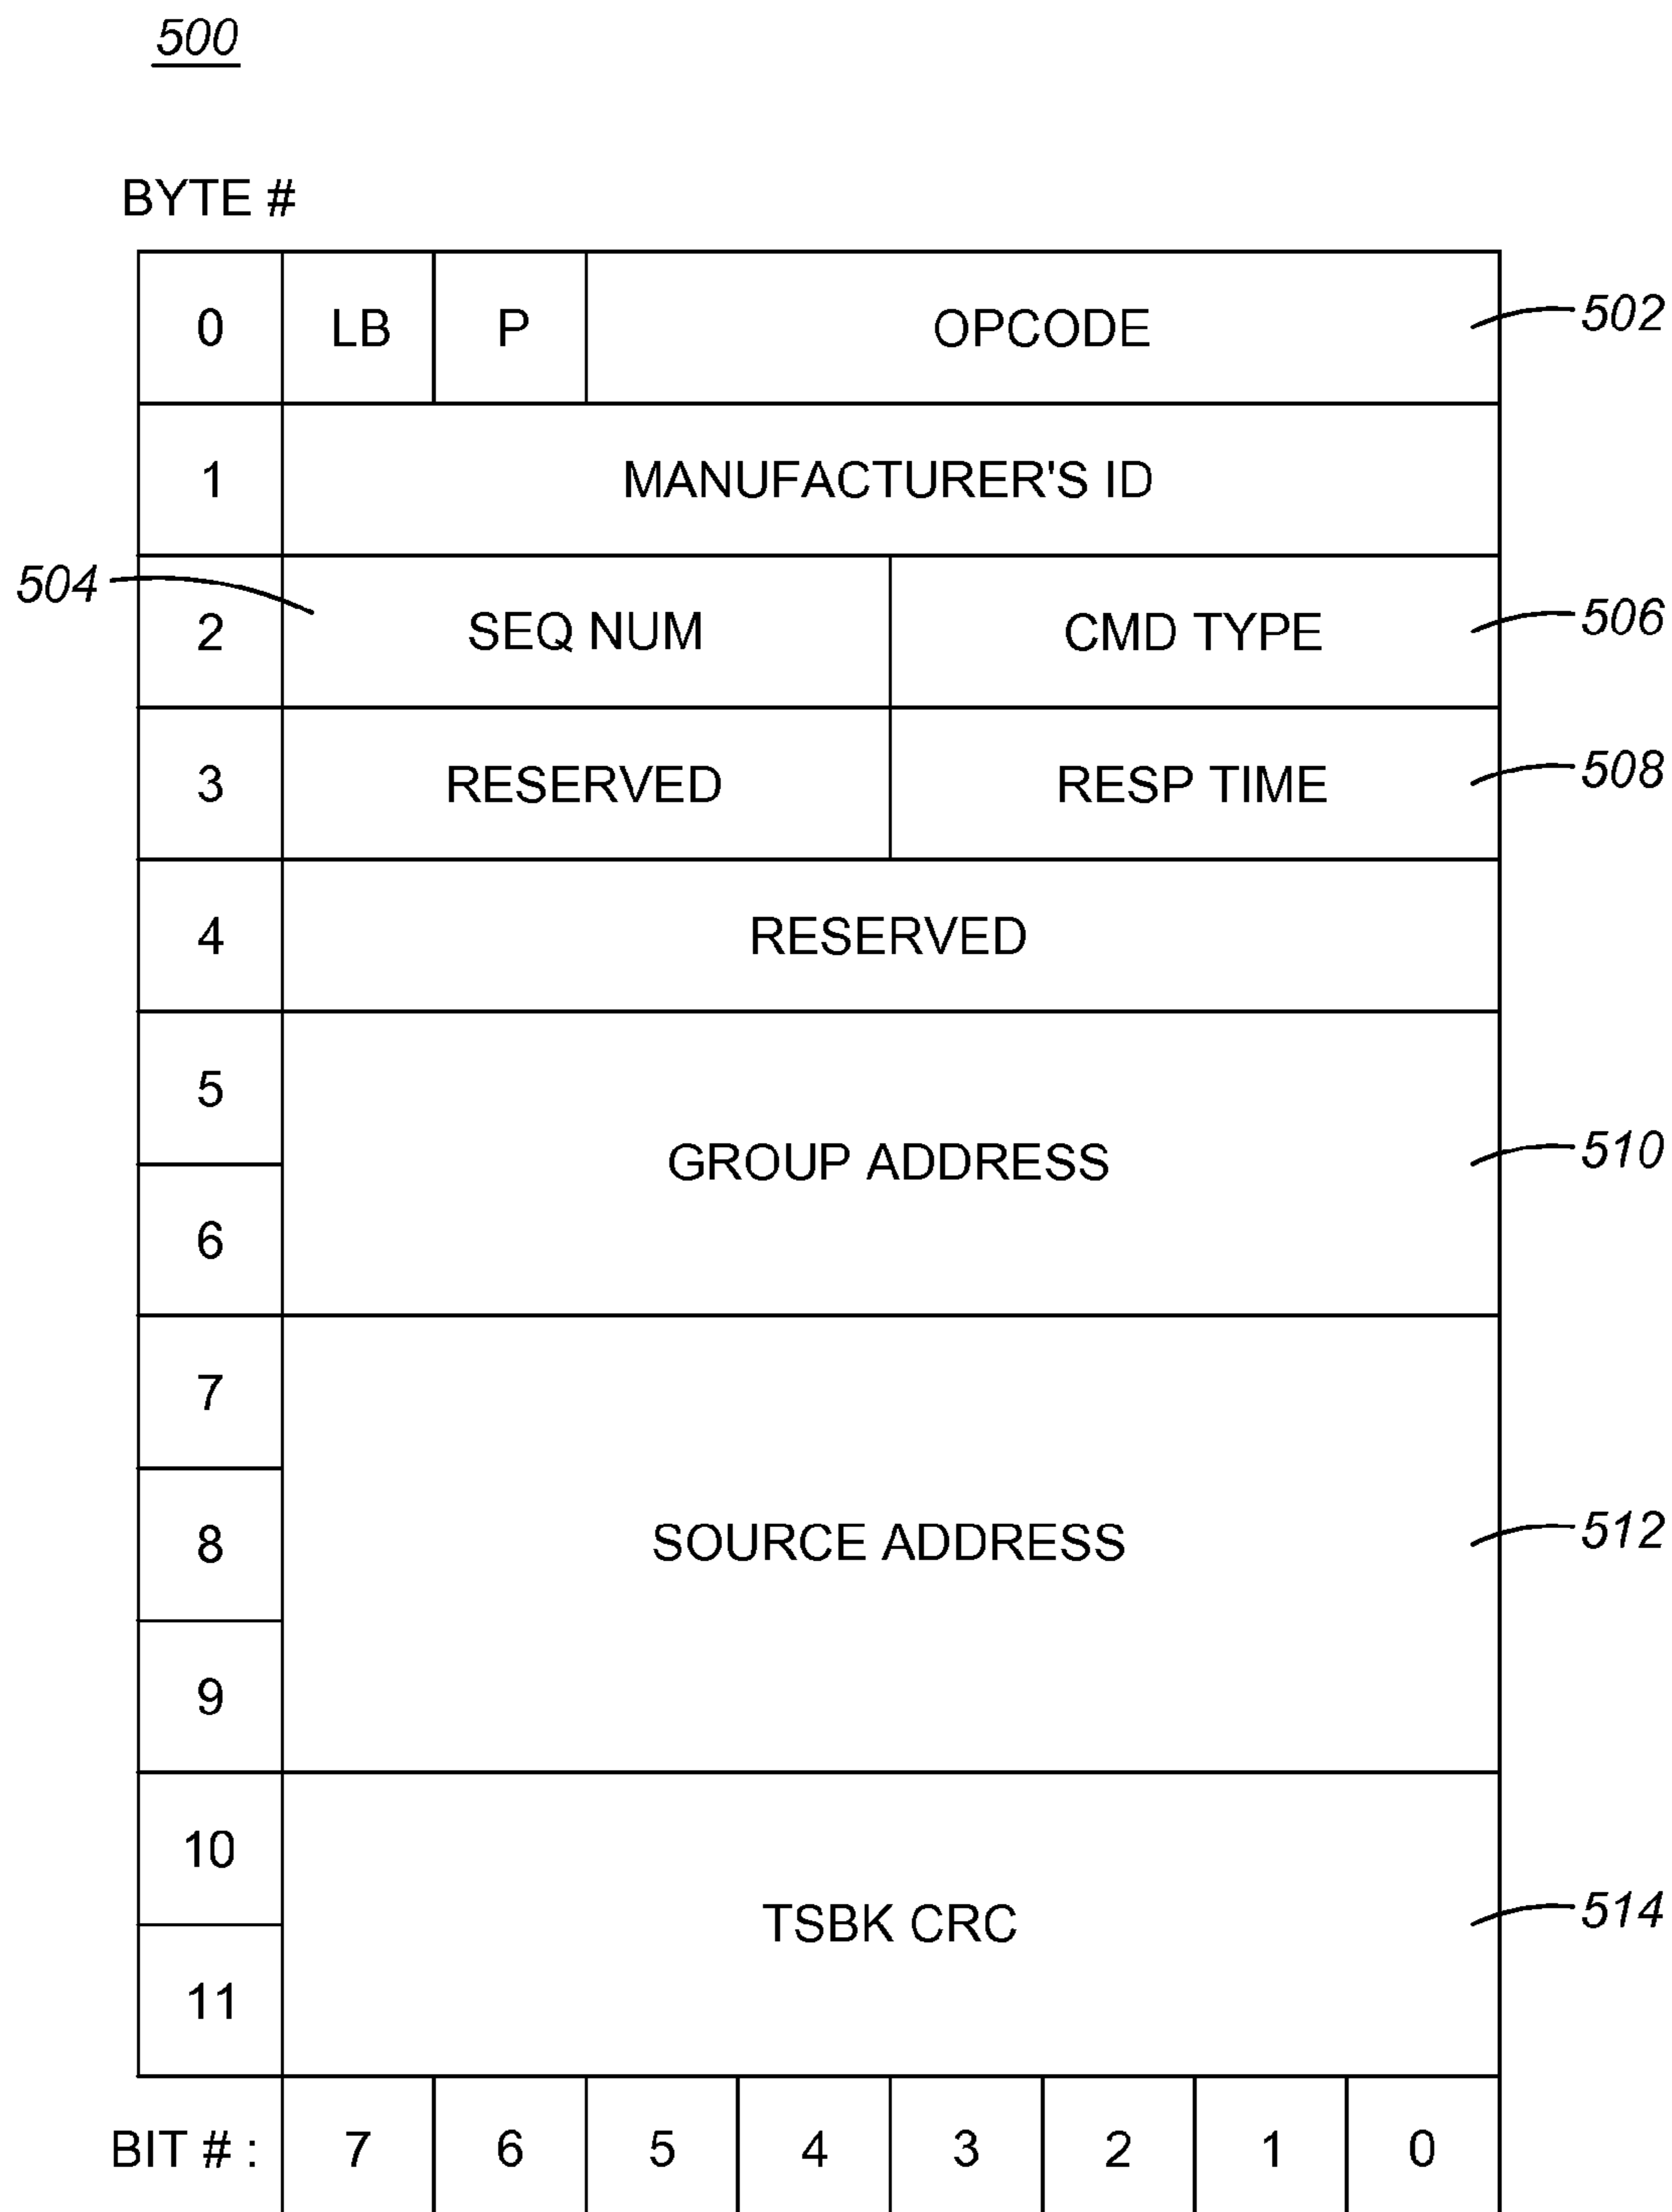 500
BYTE #
0 LB P OPCODE 502
1 MANUFACTURER'S ID
504 2 SEQ NUM CMD TYPE 506
3 RESERVED RESP TIME 508
4 RESERVED
5
GROUP ADDRESS 510
6
7
8 SOURCE ADDRESS 512
9
10
TSBK CRC 514
11
BIT # : 7 6 5 4 3 2 1 0